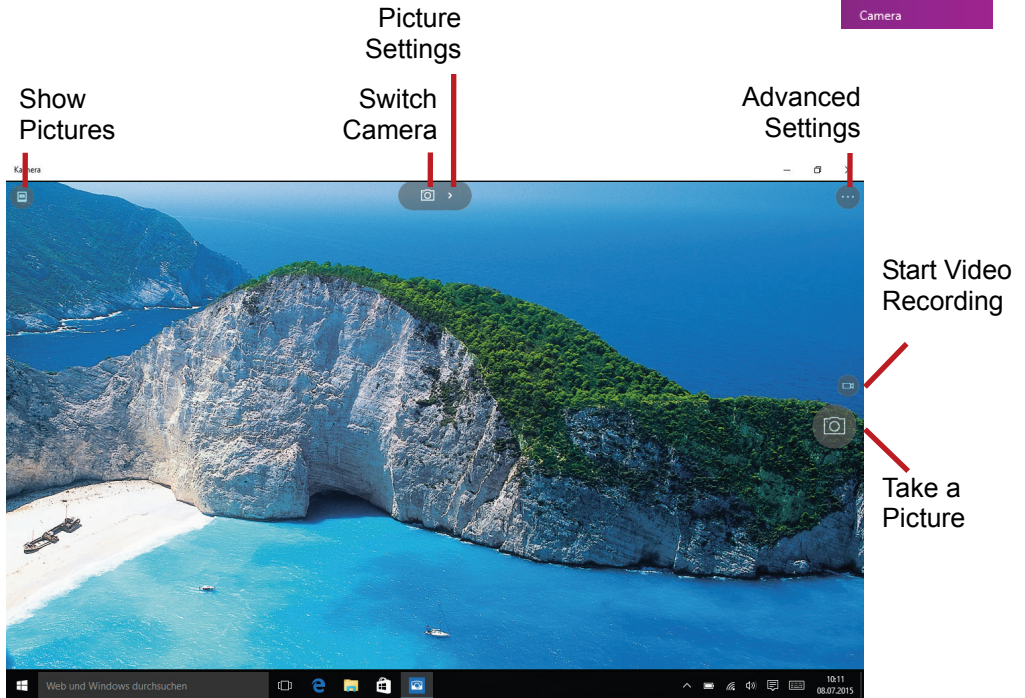 Camera
Picture
Settings
Show
Pictures
Switch
Camera
Advanced
Settings
Kamera
Start Video
Recording
Take a
Picture
Web und Windows durchsuchen
10:11
08.07.2015